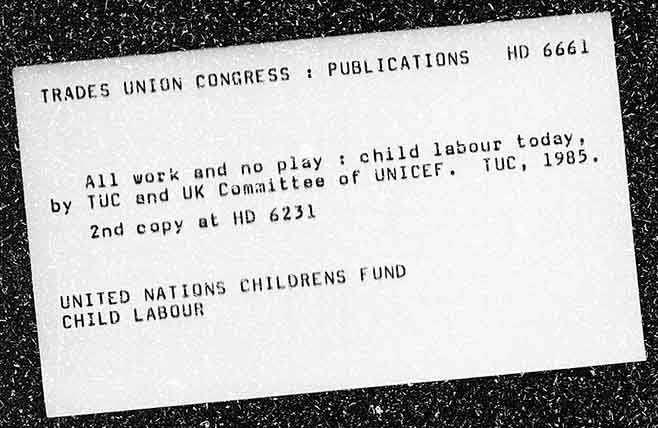 TRADES UNION CONGRESS : PUBLICATIONS HD 6661
All work and no play : child labour today,
by TUC and UK Committee of UNICEF. TUC, 1985.
2nd copy at HD 6231
UNITED NATIONS CHILDRENS FUND
CHILD LABOUR